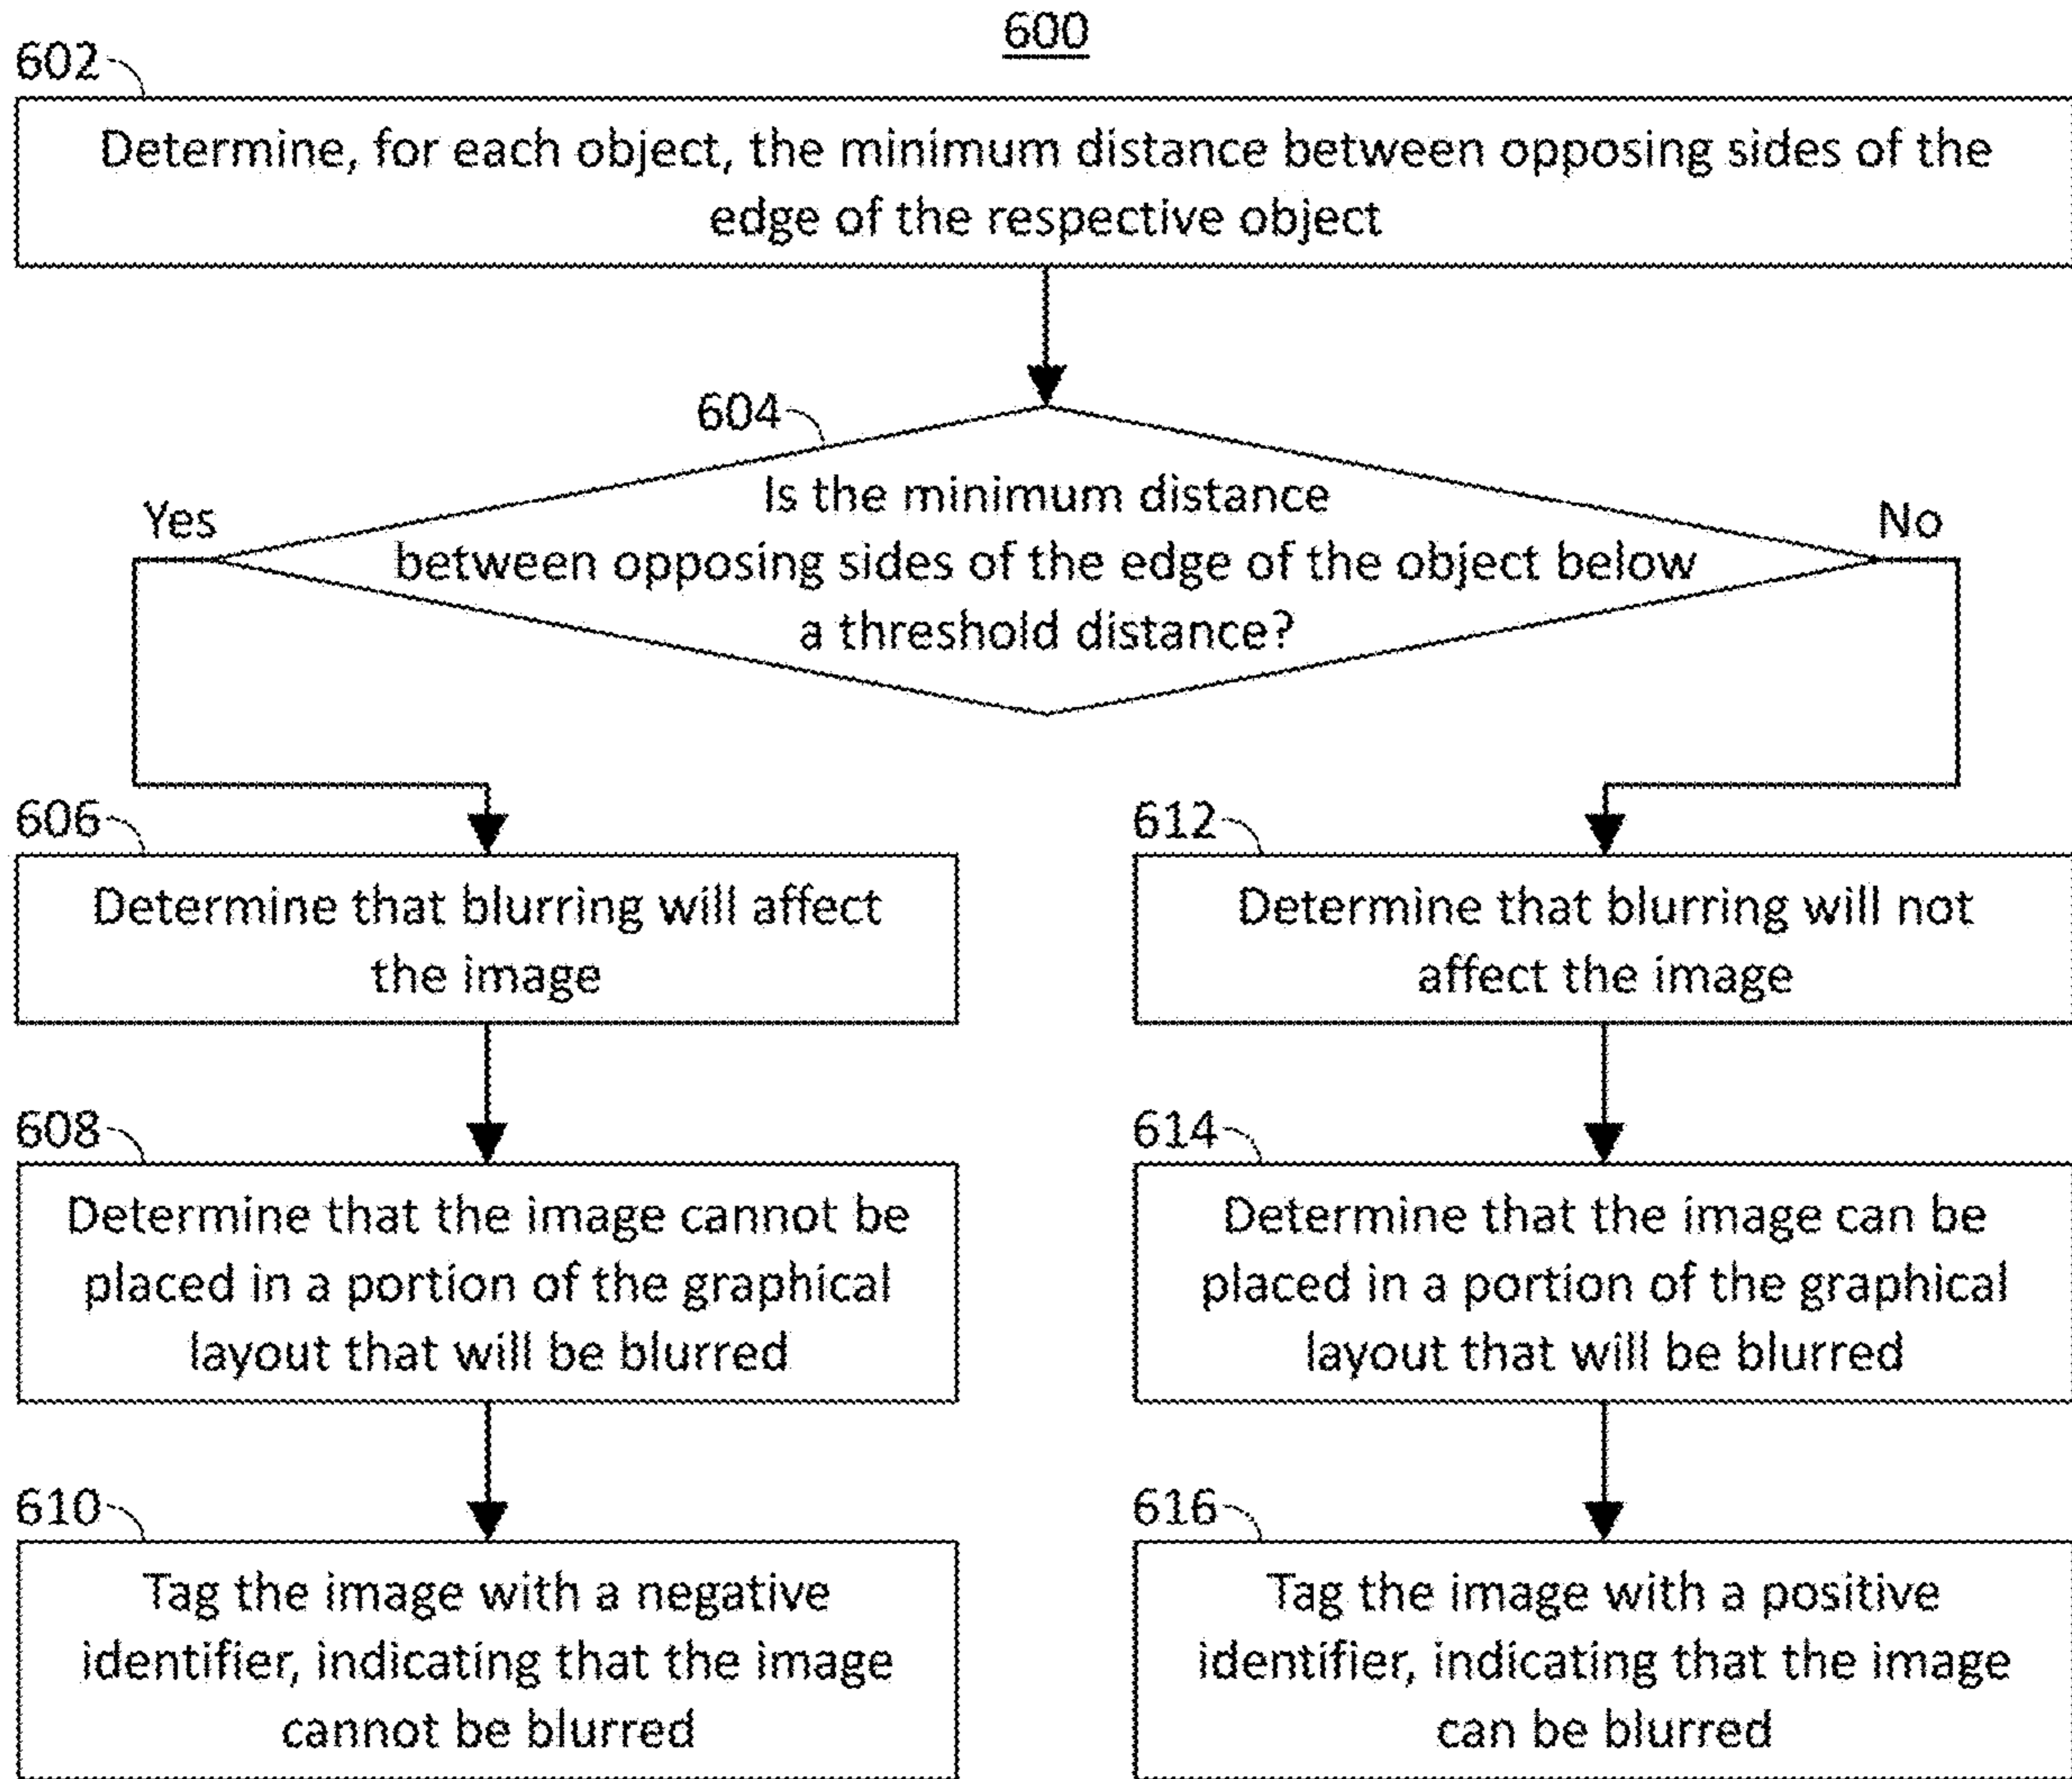 600
602
Determine, for each object, the minimum distance between opposing sides of the
edge of the respective object
604
Is the minimum distance
between opposing sides of the edge of the object below
a threshold distance?
Yes
No
606
Determine that blurring will affect
the image
608
Determine that the image cannot be
placed in a portion of the graphical
layout that will be blurred
610
Tag the image with a negative
identifier, indicating that the image
cannot be blurred
612
Determine that blurring will not
affect the image
614
Determine that the image can be
placed in a portion of the graphical
layout that will be blurred
616
Tag the image with a positive
identifier, indicating that the image
can be blurred